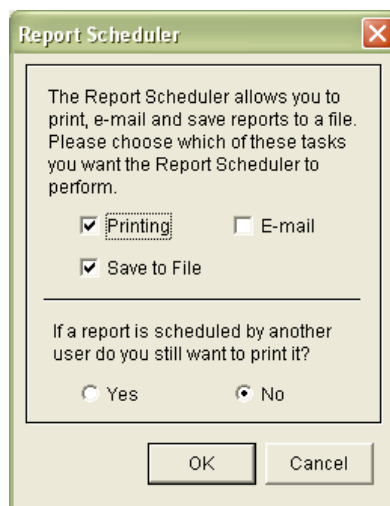 Report Scheduler
The Report Scheduler allows you to
print, e-mail and save reports to a file.
Please choose which of these tasks
you want the Report Scheduler to
perform.
Printing E-mail
Save to File
If a report is scheduled by another
user do you still want to print it?
Yes No
OK Cancel